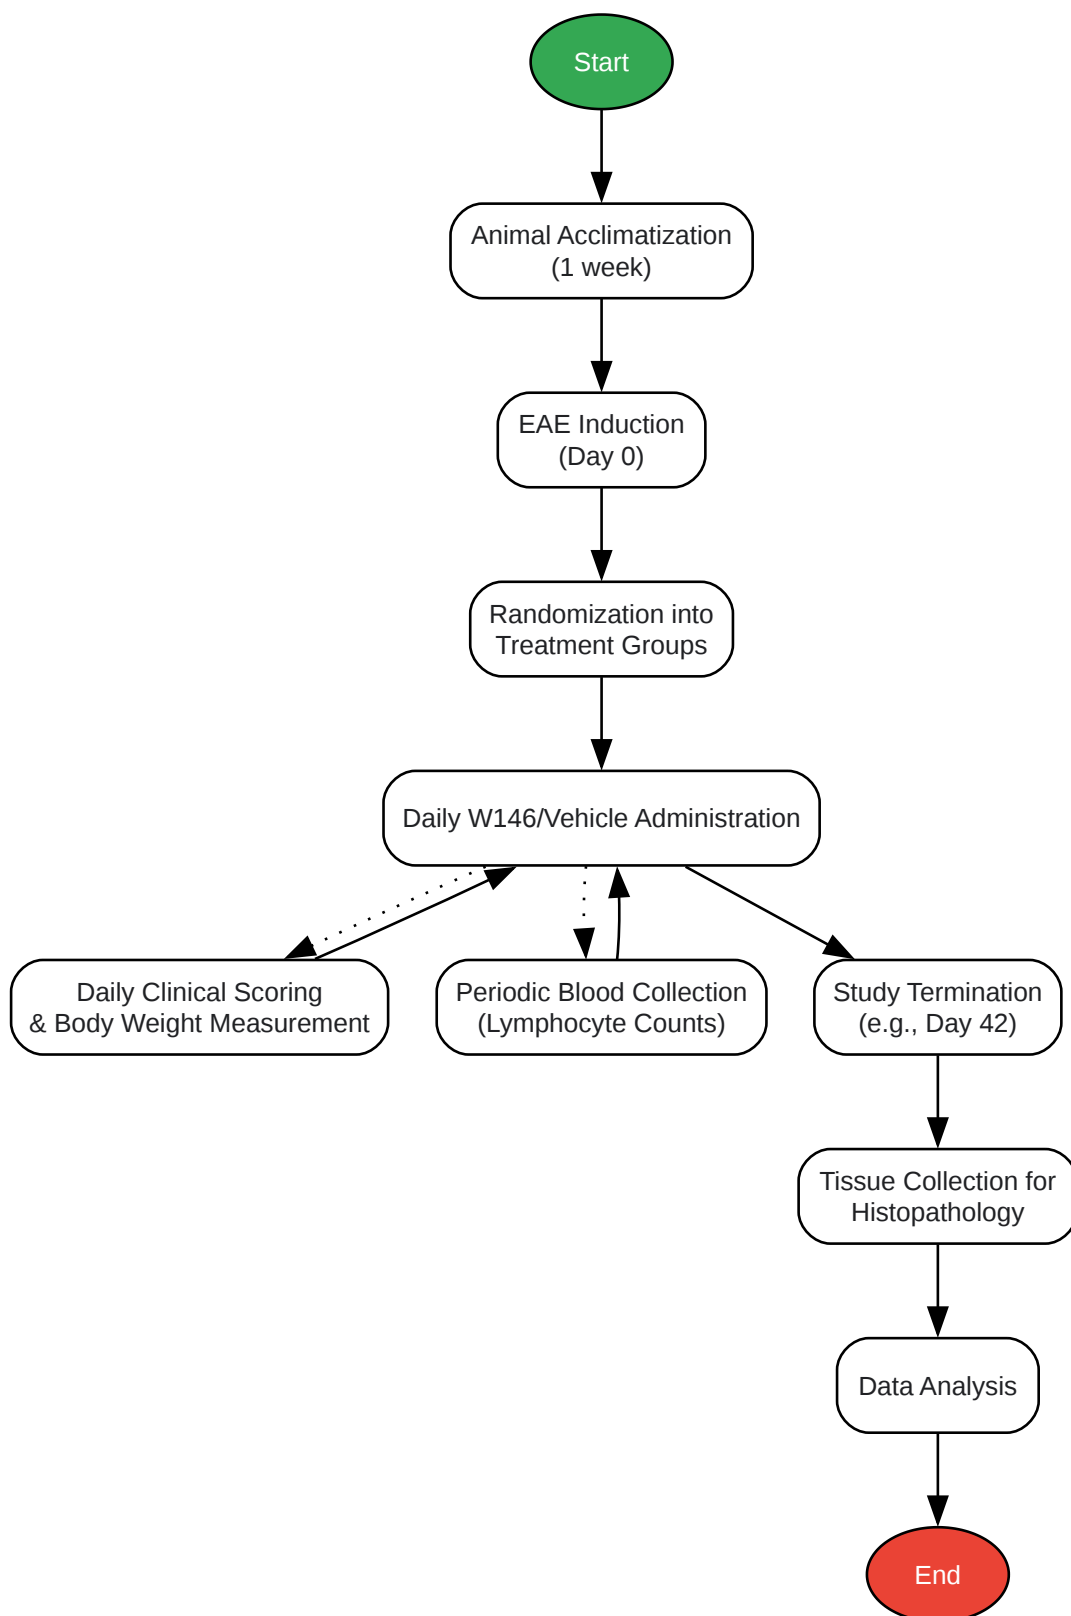 Start
Animal Acclimatization
(1 week)
EAE Induction
(Day 0)
Randomization into
Treatment Groups
Daily W146/Vehicle Administration
Daily Clinical Scoring
& Body Weight Measurement
Periodic Blood Collection
(Lymphocyte Counts)
Study Termination
(e.g., Day 42)
Tissue Collection for
Histopathology
Data Analysis
End